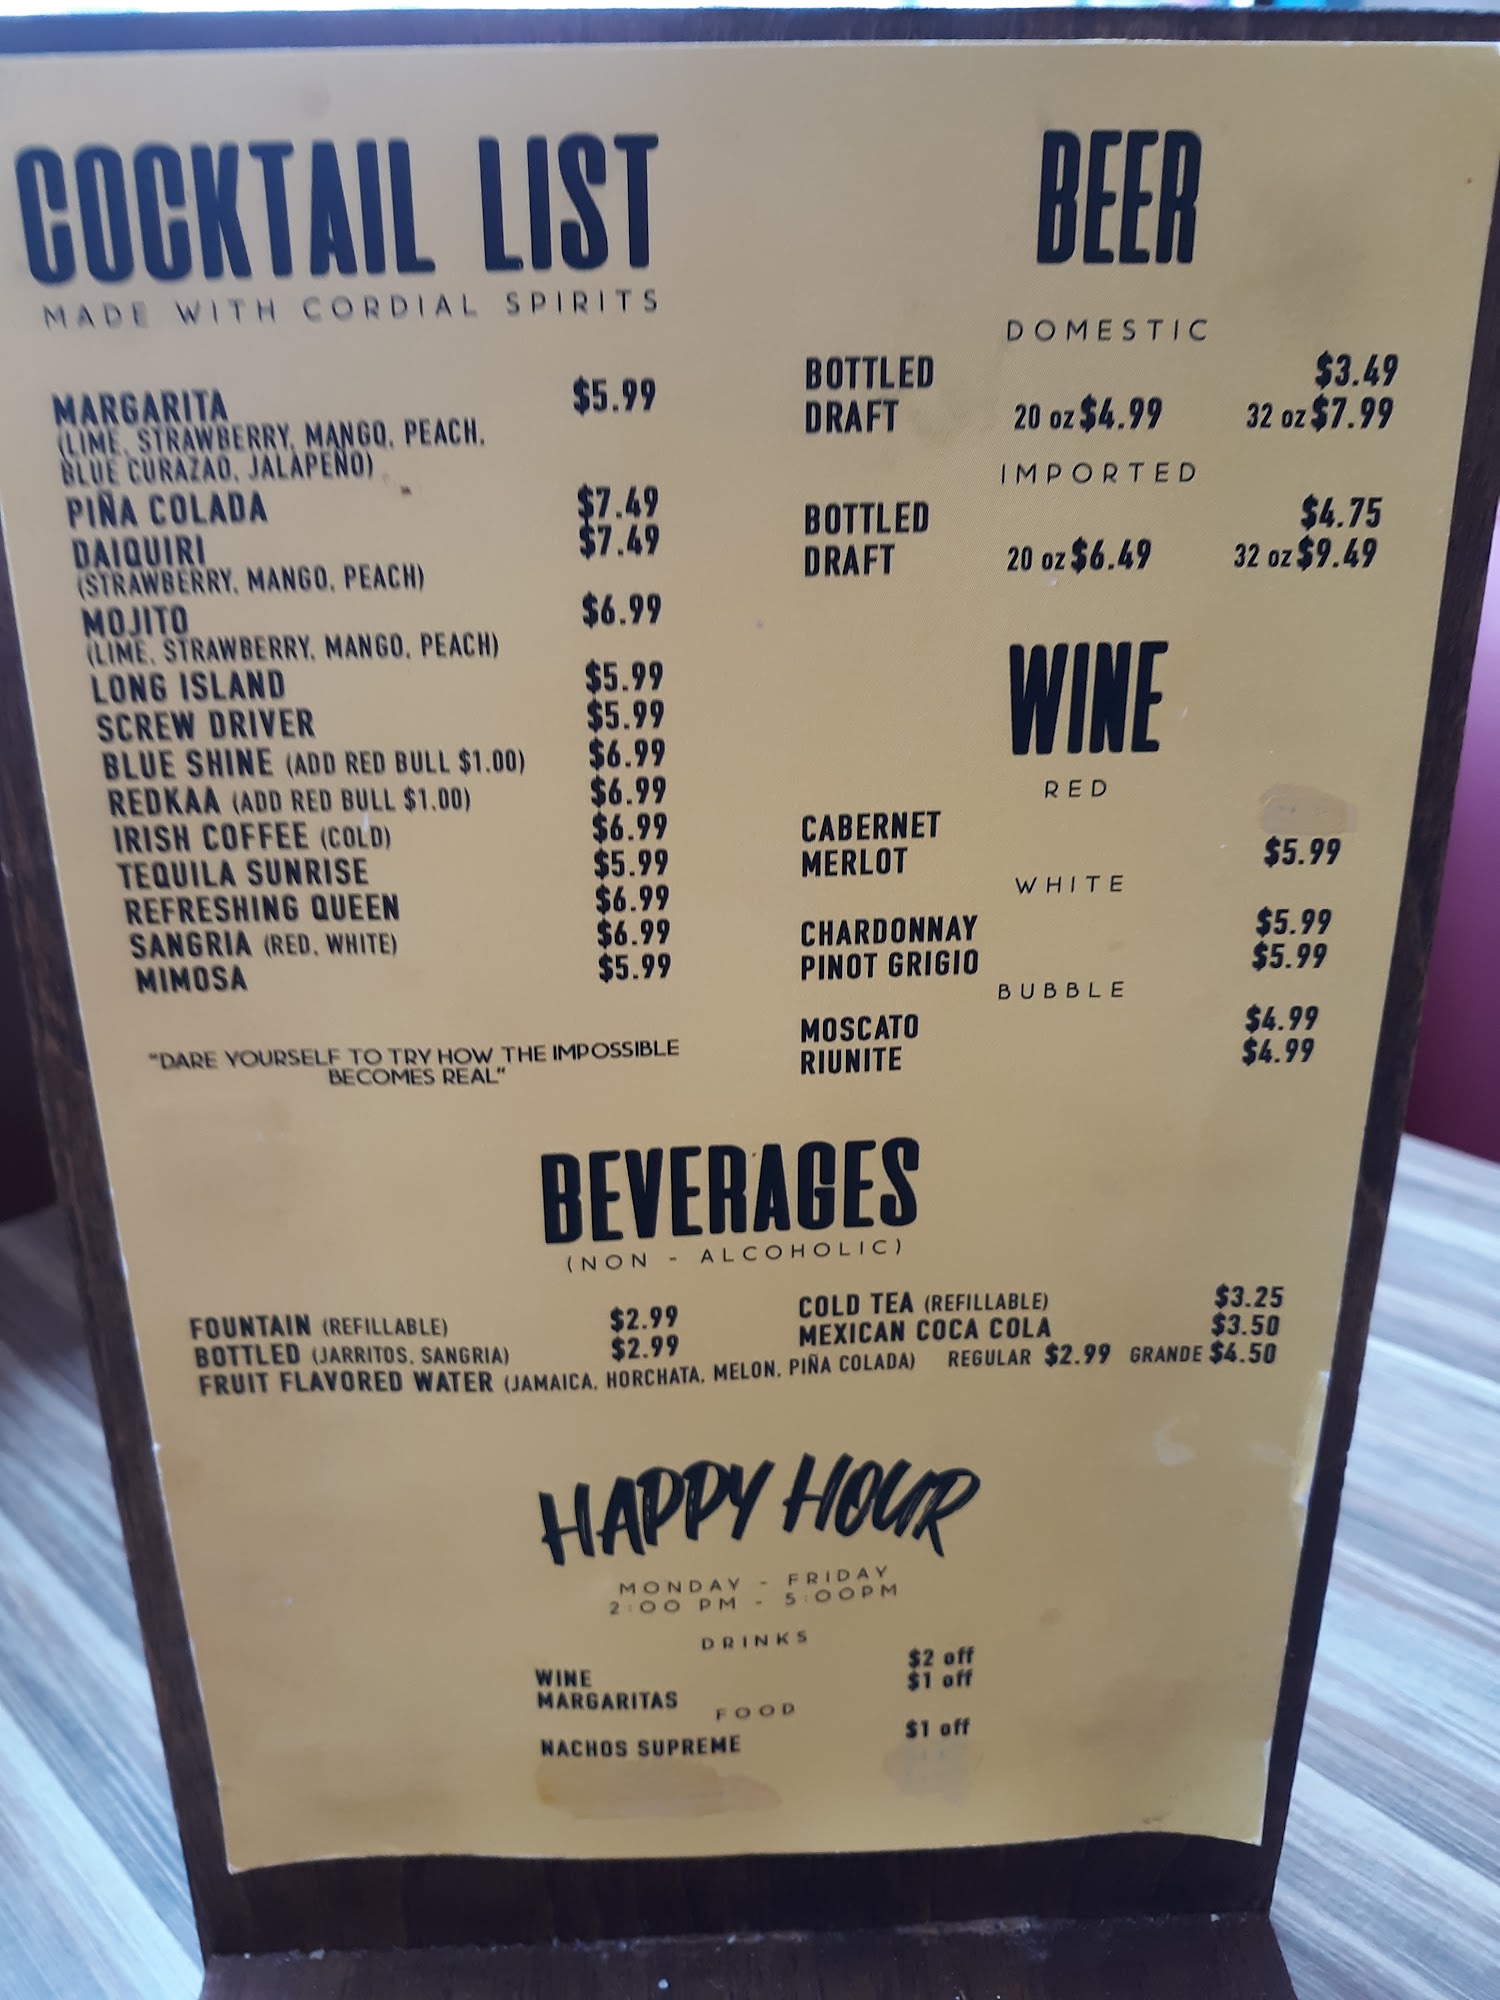 COCKTAIL LIST
MADE WITH CORDIAL SPIRITS
MARGARITA $5.99
(LIME, STRAWBERRY, MANGO, PEACH,
BLUE CURAZAO, JALAPEÑO)
PIÑA COLADA $7.49
DAIQUIRI $7.49
(STRAWBERRY, MANGO, PEACH)
MOJITO $6.99
(LIME, STRAWBERRY, MANGO, PEACH)
LONG ISLAND $5.99
SCREW DRIVER $5.99
BLUE SHINE (ADD RED BULL $1.00) $6.99
REDKAA (ADD RED BULL $1.00) $6.99
IRISH COFFEE (COLD) $6.99
TEQUILA SUNRISE $5.99
REFRESHING QUEEN $6.99
SANGRIA (RED, WHITE) $6.99
MIMOSA $5.99
"DARE YOURSELF TO TRY HOW THE IMPOSSIBLE
BECOMES REAL"
BEER
DOMESTIC
BOTTLED $3.49
DRAFT 20 oz $4.99 32 oz $7.99
IMPORTED
BOTTLED $4.75
DRAFT 20 oz $6.49 32 oz $9.49
WINE
RED
CABERNET
MERLOT $5.99
WHITE
CHARDONNAY $5.99
PINOT GRIGIO $5.99
BUBBLE
MOSCATO $4.99
RIUNITE $4.99
BEVERAGES
(NON - ALCOHOLIC)
FOUNTAIN (REFILLABLE) $2.99
BOTTLED (JARRITOS, SANGRIA) $2.99
COLD TEA (REFILLABLE) $3.25
MEXICAN COCA COLA $3.50
FRUIT FLAVORED WATER (JAMAICA, HORCHATA, MELON, PIÑA COLADA) REGULAR $2.99 GRANDE $4.50
HAPPY HOUR
MONDAY - FRIDAY
2:00 PM - 5:00PM
DRINKS
WINE $2 off
MARGARITAS $1 off
FOOD
NACHOS SUPREME $1 off